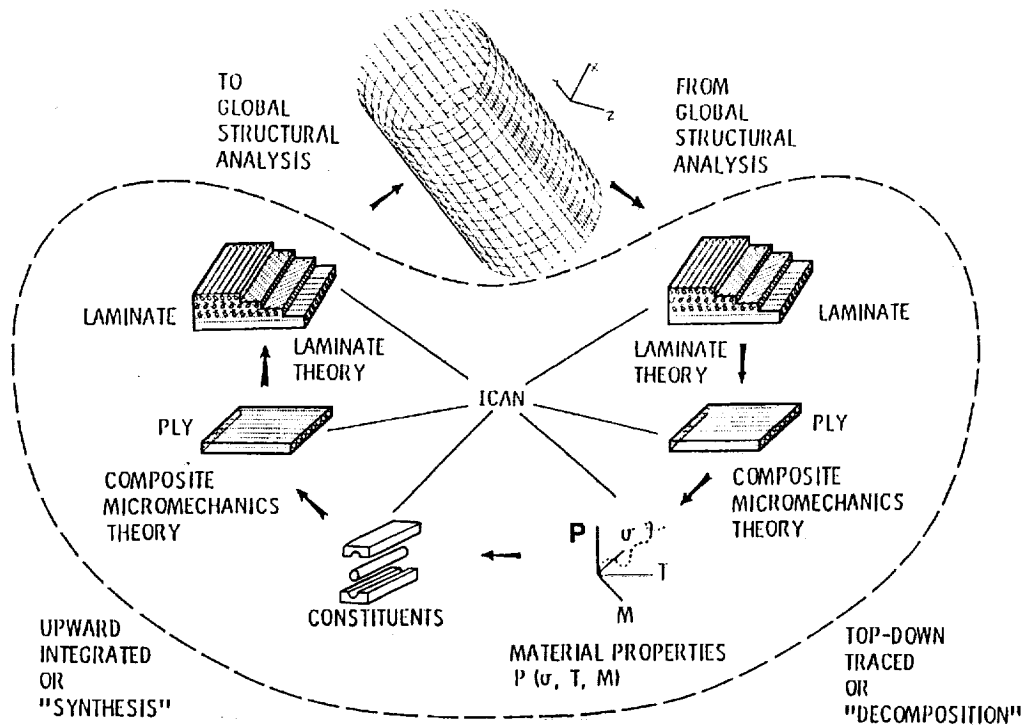 TO
GLOBAL
STRUCTURAL
ANALYSIS
X
Z
FROM
GLOBAL
STRUCTURAL
ANALYSIS
LAMINATE
LAMINATE
THEORY
PLY
COMPOSITE
MICROMECHANICS
THEORY
ICAN
LAMINATE
LAMINATE
THEORY
PLY
COMPOSITE
MICROMECHANICS
THEORY
CONSTITUENTS
P
σ
T
M
MATERIAL PROPERTIES
P (σ, T, M)
UPWARD
INTEGRATED
OR
"SYNTHESIS"
TOP-DOWN
TRACED
OR
"DECOMPOSITION"